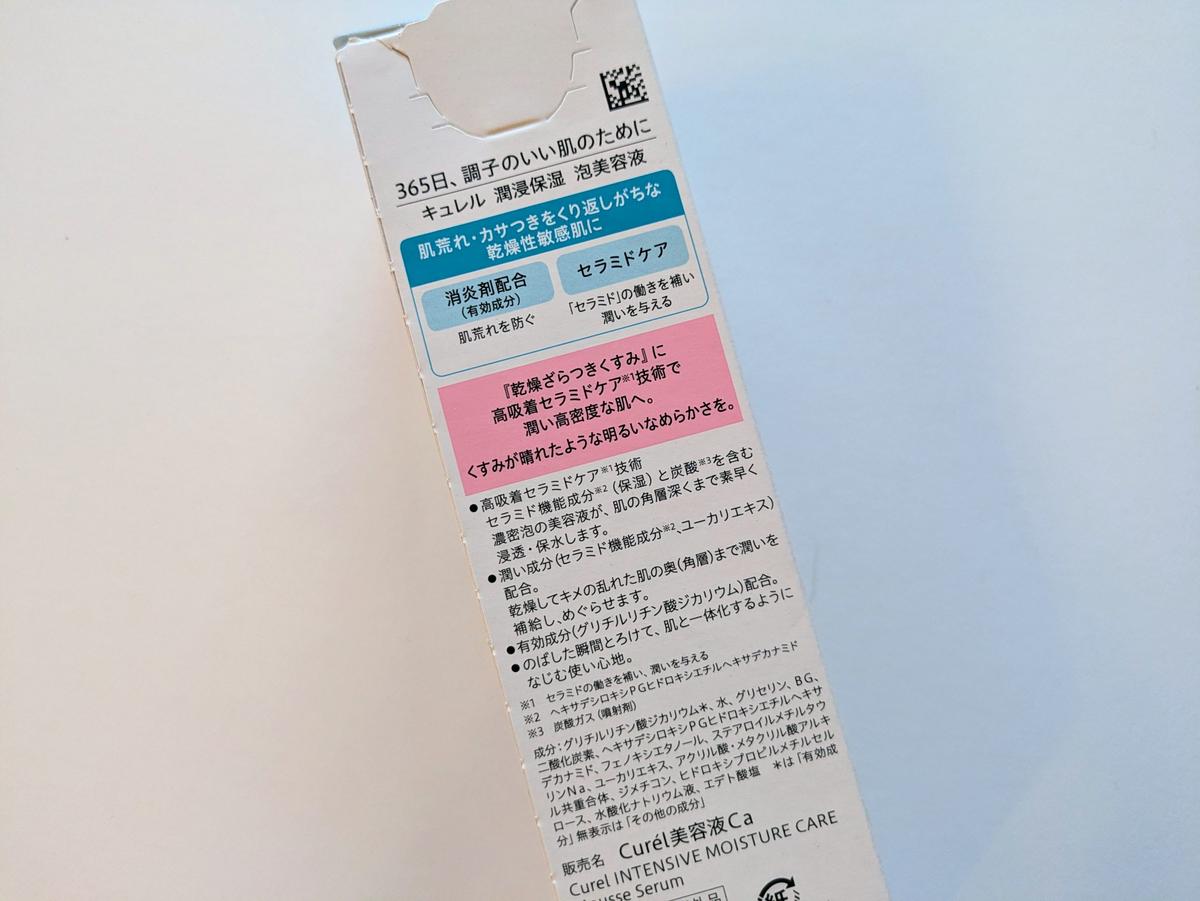 365日、調子のいい肌のために
キュレル 潤浸保湿 泡美容液
肌荒れ・カサつきをくり返しがちな
乾燥性敏感肌に
消炎剤配合
(有効成分)
肌荒れを防ぐ
セラミドケア
「セラミド」の働きを補い
潤いを与える
『乾燥ざらつきくすみ』に
高吸着セラミドケア※1技術で
潤い高密度な肌へ。
くすみが晴れたような明るいなめらかさを。
●高吸着セラミドケア※1技術
セラミド機能成分※2(保湿)と炭酸※3を含む
濃密泡の美容液が、肌の角層深くまで素早く
浸透・保水します。
●潤い成分(セラミド機能成分※2、ユーカリエキス)
配合。
乾燥してキメの乱れた肌の奥(角層)まで潤いを
補給し、めぐらせます。
●有効成分(グリチルリチン酸ジカリウム)配合。
●のばした瞬間とろけて、肌と一体化するように
なじむ使い心地。
※1 セラミドの働きを補い、潤いを与える
※2 ヘキサデシロキシPGヒドロキシエチルヘキサデカナミド
※3 炭酸ガス(噴射剤)
成分:グリチルリチン酸ジカリウム＊、水、グリセリン、BG、
二酸化炭素、ヘキサデシロキシPGヒドロキシエチルヘキサ
デカナミド、フェノキシエタノール、ステアロイルメチルタウ
リンNa、ユーカリエキス、アクリル酸・メタクリル酸アルキ
ル共重合体、ジメチコン、ヒドロキシプロピルメチルセル
ロース、水酸化ナトリウム液、エデト酸塩 ＊は「有効成
分」無表示は「その他の成分」
販売名 Curél美容液Ca
Curel INTENSIVE MOISTURE CARE
Mousse Serum
外品
紙